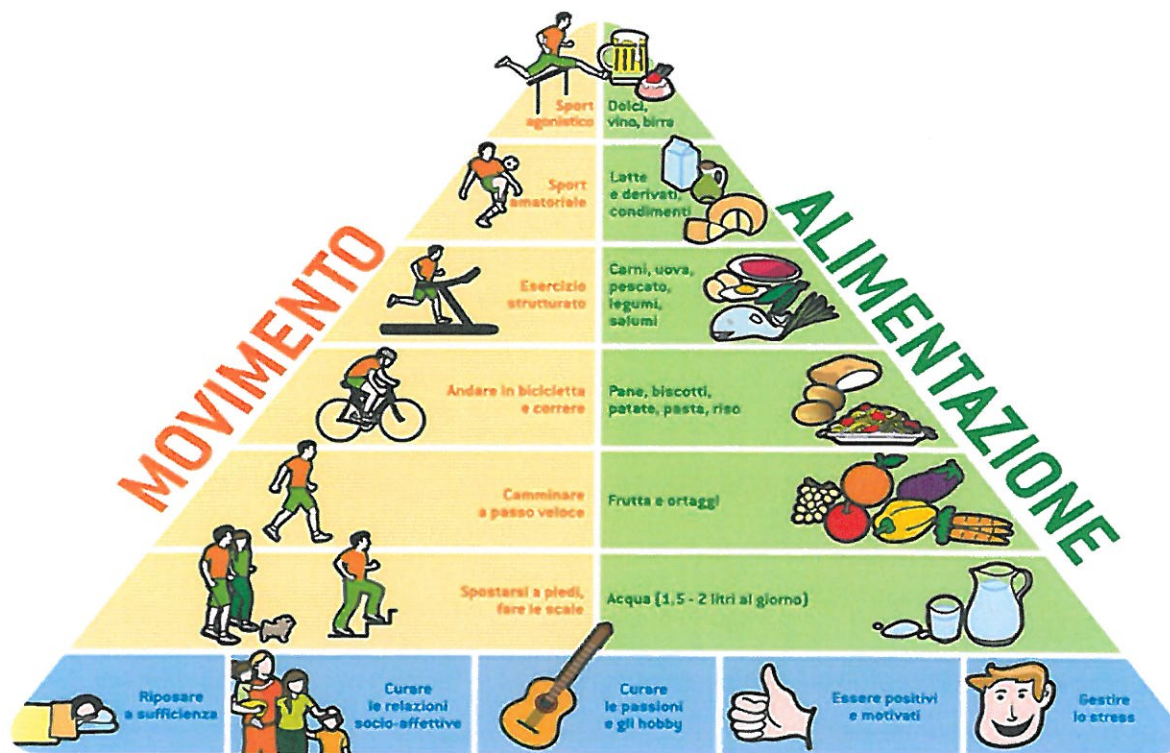 MOVIMENTO
ALIMENTAZIONE
Sport
agonistico
Dolci,
vino, birra
Sport
amatoriale
Latte
e derivati,
condimenti
Esercizio
strutturato
Carni, uova,
pescato,
legumi,
salumi
Andare in bicicletta
e correre
Pane, biscotti,
patate, pasta, riso
Camminare
a passo veloce
Frutta e ortaggi
Spostarsi a piedi,
fare le scale
Acqua (1,5 - 2 litri al giorno)
Riposare
a sufficienza
Curare
le relazioni
socio-affettive
Curare
le passioni
e gli hobby
Essere positivi
e motivati
Gestire
lo stress